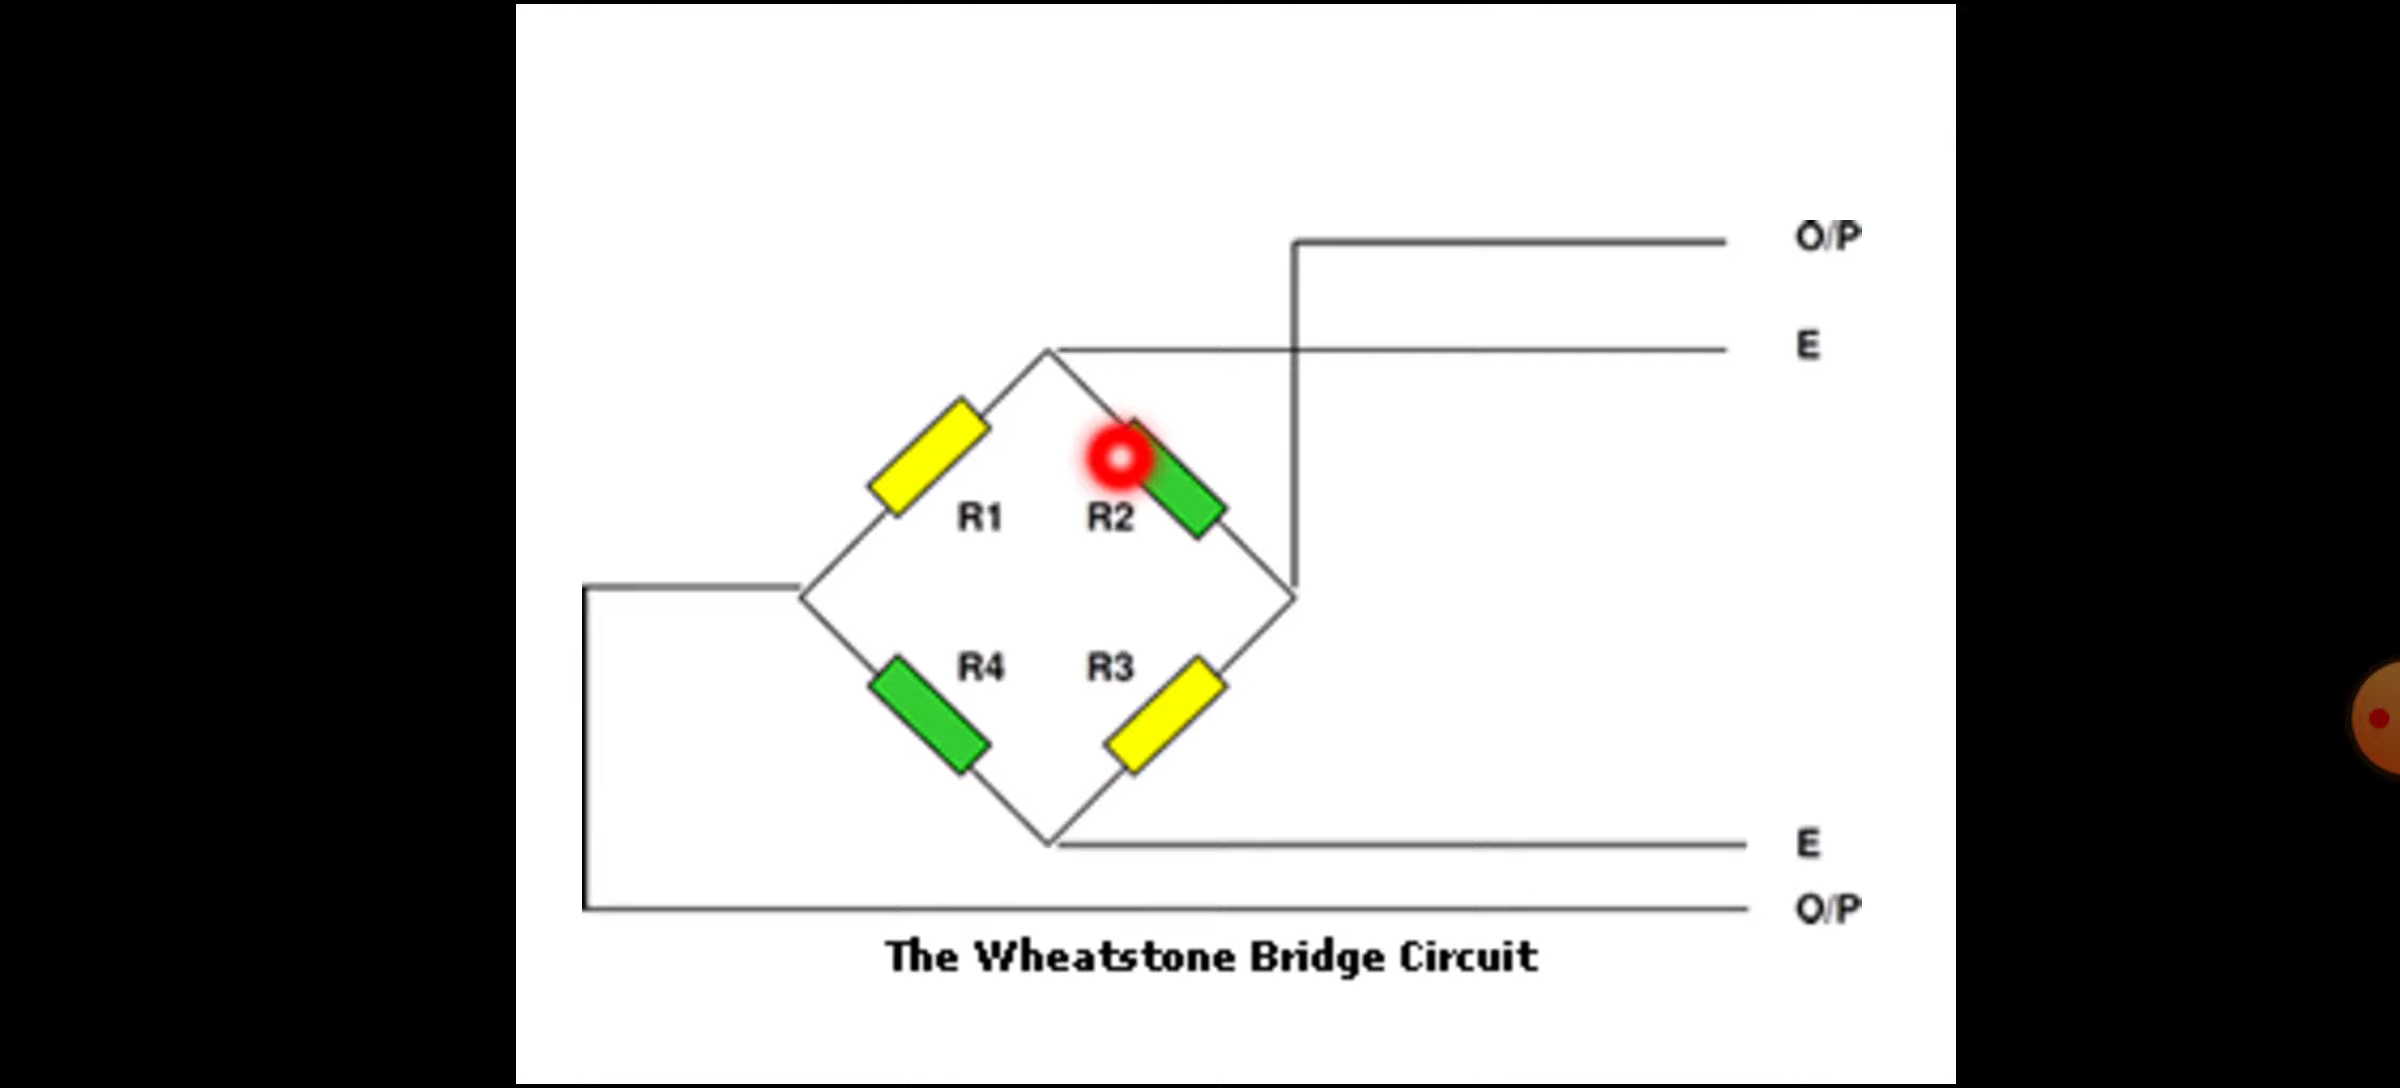 O/P
E
R1 R2
R4 R3
E
O/P
The Wheatstone Bridge Circuit